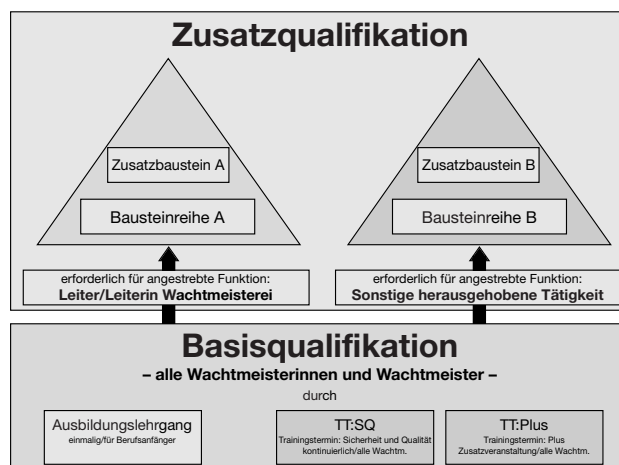 Zusatzqualifikation
Zusatzbaustein A
Zusatzbaustein B
Bausteinreihe A
Bausteinreihe B
erforderlich für angestrebte Funktion:
Leiter/Leiterin Wachtmeisterei
erforderlich für angestrebte Funktion:
Sonstige herausgehobene Tätigkeit
Basisqualifikation
– alle Wachtmeisterinnen und Wachtmeister –
durch
Ausbildungslehrgang
einmalig/für Berufsanfänger
TT:SQ
Trainingstermin: Sicherheit und Qualität
kontinuierlich/alle Wachtm.
TT:Plus
Trainingstermin: Plus
Zusatzveranstaltung/alle Wachtm.